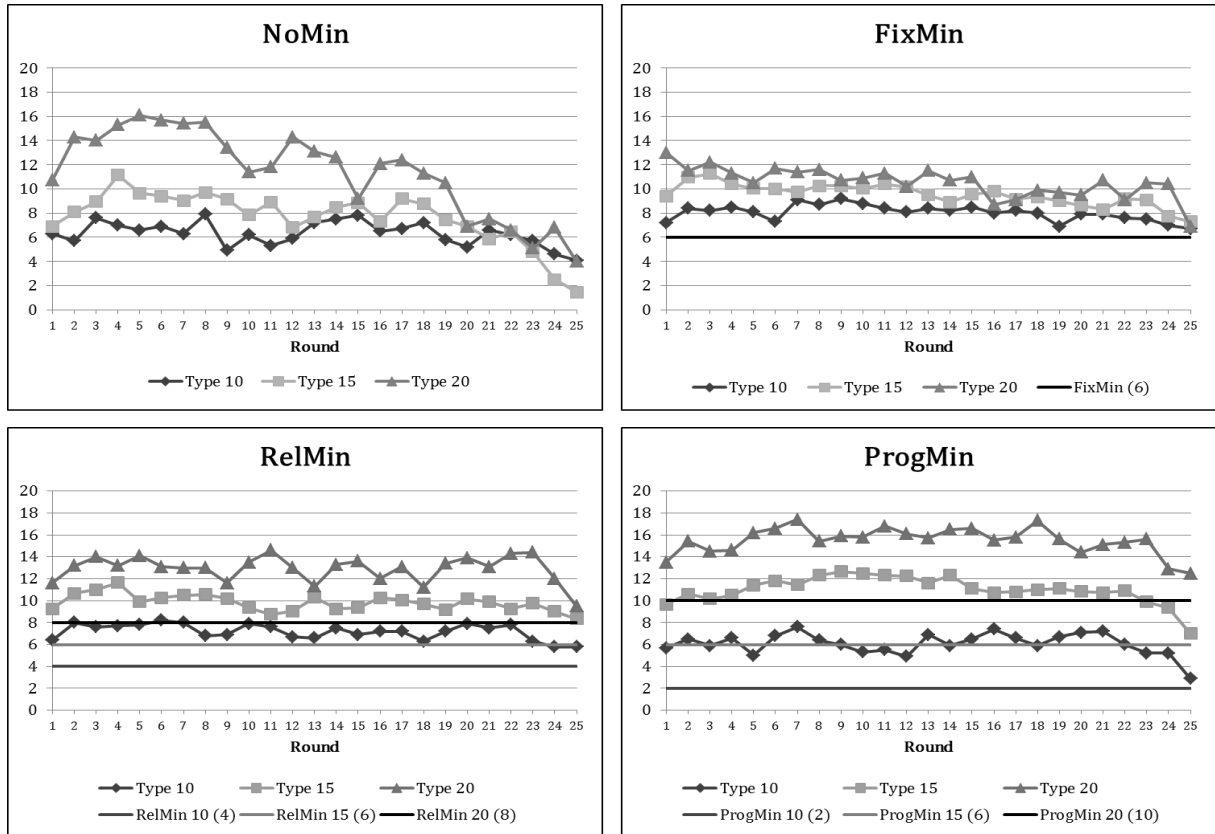 NoMin
20
18
16
14
12
10
8
6
4
2
0
1 2 3 4 5 6 7 8 9 10 11 12 13 14 15 16 17 18 19 20 21 22 23 24 25
Round
Type 10 Type 15 Type 20
FixMin
20
18
16
14
12
10
8
6
4
2
0
1 2 3 4 5 6 7 8 9 10 11 12 13 14 15 16 17 18 19 20 21 22 23 24 25
Round
Type 10 Type 15 Type 20 FixMin (6)
RelMin
20
18
16
14
12
10
8
6
4
2
0
1 2 3 4 5 6 7 8 9 10 11 12 13 14 15 16 17 18 19 20 21 22 23 24 25
Round
Type 10 Type 15 Type 20
RelMin 10 (4) RelMin 15 (6) RelMin 20 (8)
ProgMin
20
18
16
14
12
10
8
6
4
2
0
1 2 3 4 5 6 7 8 9 10 11 12 13 14 15 16 17 18 19 20 21 22 23 24 25
Round
Type 10 Type 15 Type 20
ProgMin 10 (2) ProgMin 15 (6) ProgMin 20 (10)